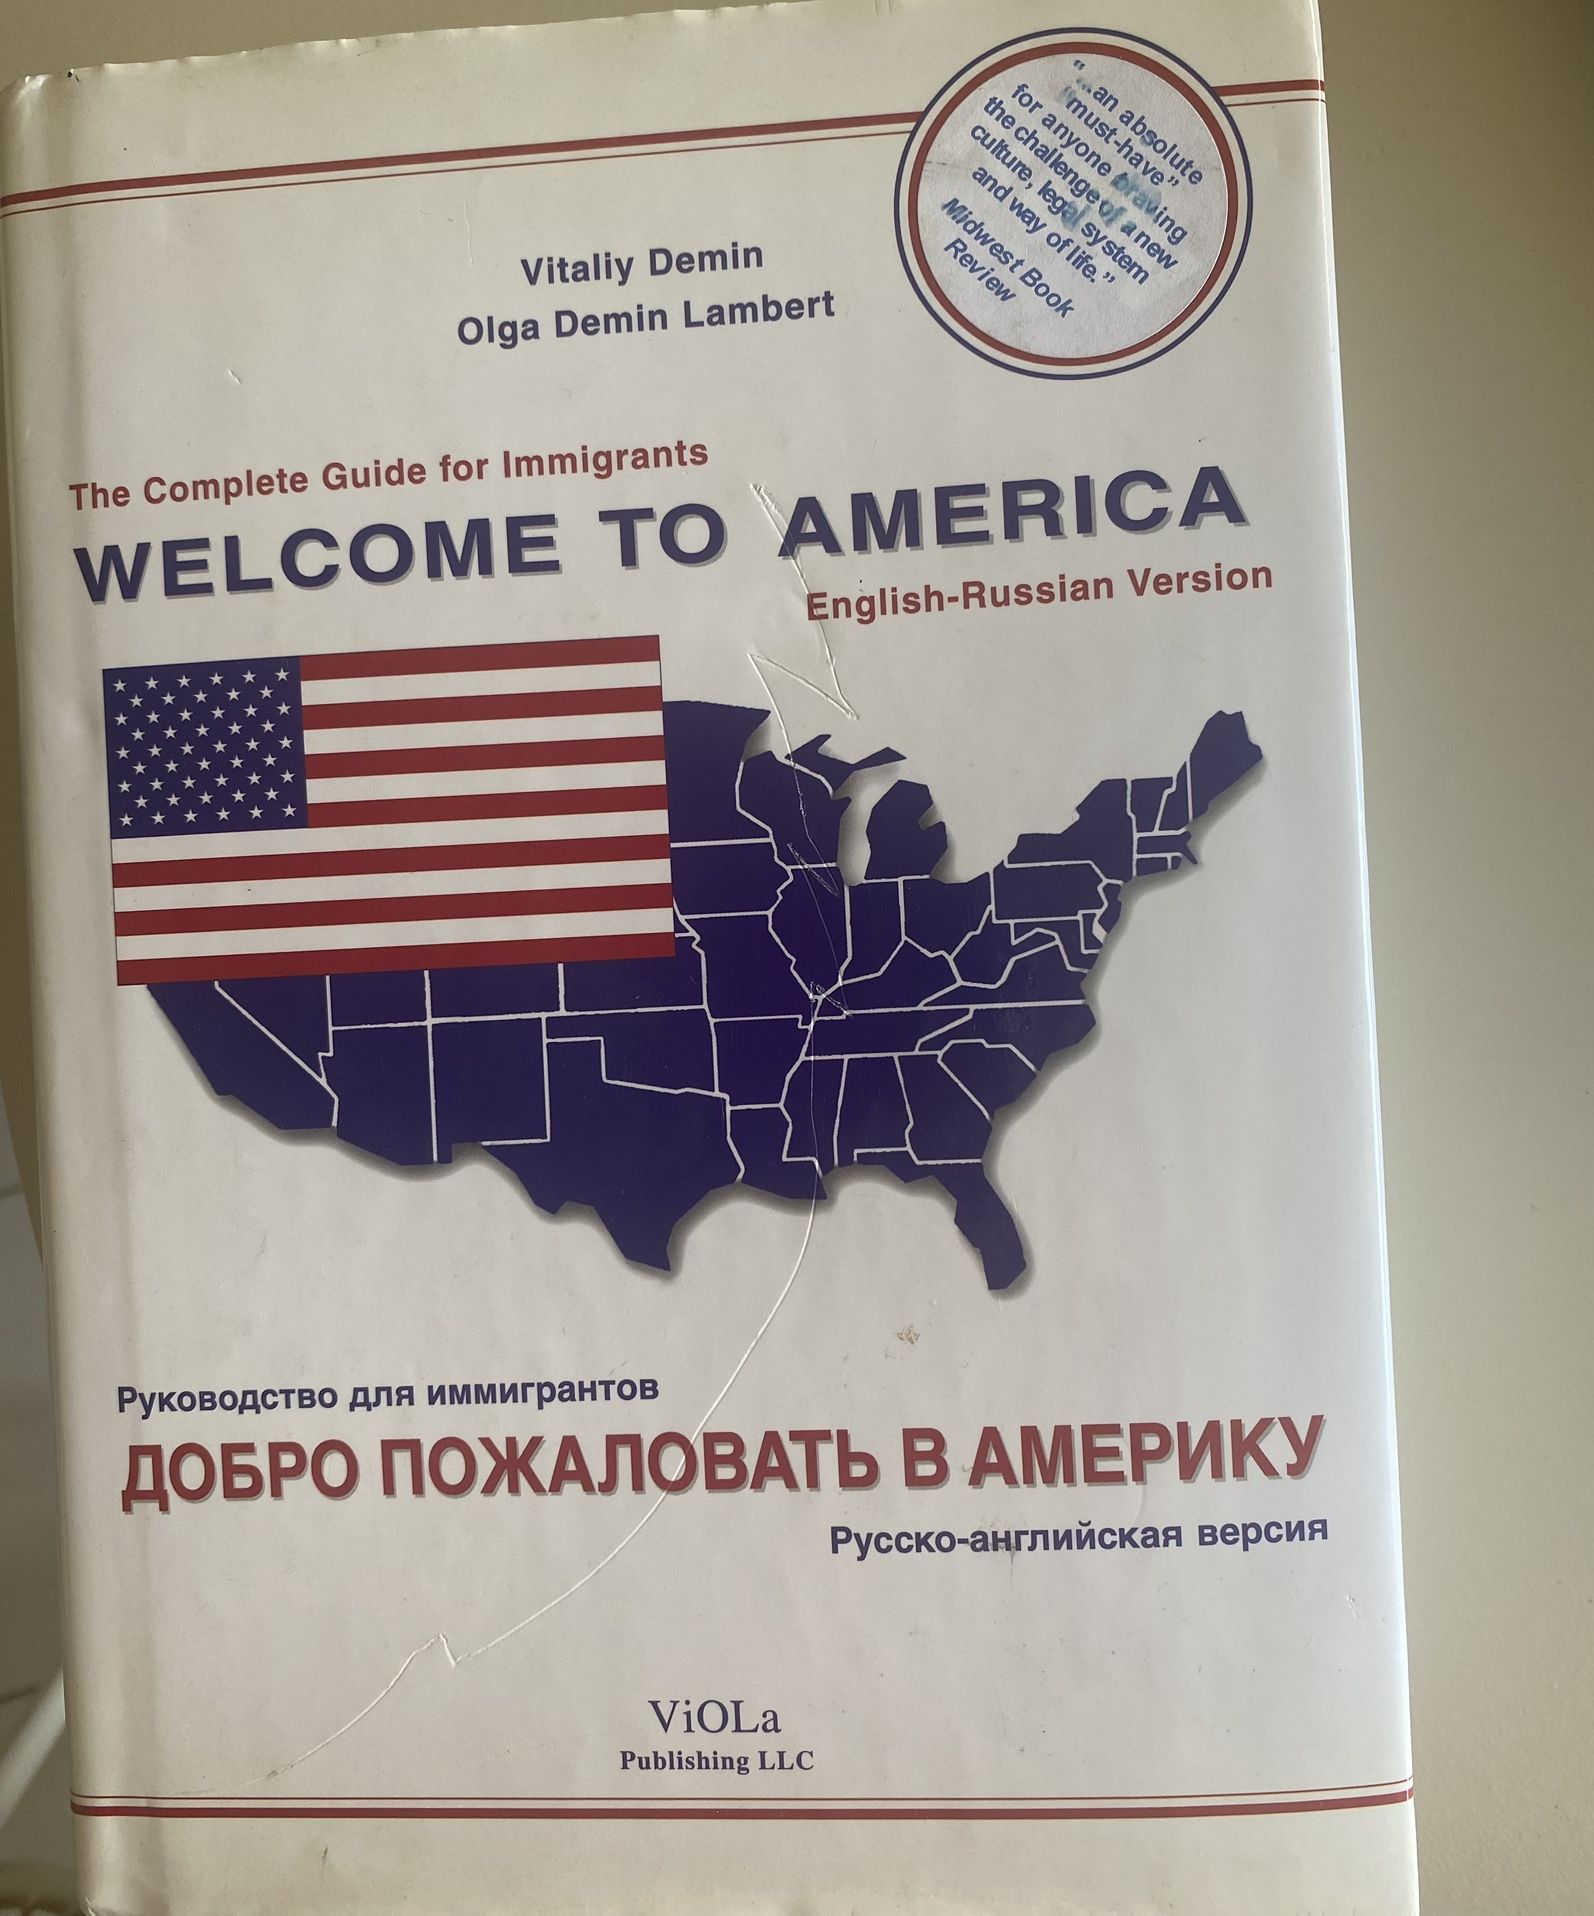 "...an absolute
"must-have"
for anyone braving
the challenge of a new
culture, legal system
and way of life."
Midwest Book
Review
Vitaliy Demin
Olga Demin Lambert
The Complete Guide for Immigrants
WELCOME TO AMERICA
English-Russian Version
Руководство для иммигрантов
ДОБРО ПОЖАЛОВАТЬ В АМЕРИКУ
Русско-английская версия
ViOLa
Publishing LLC